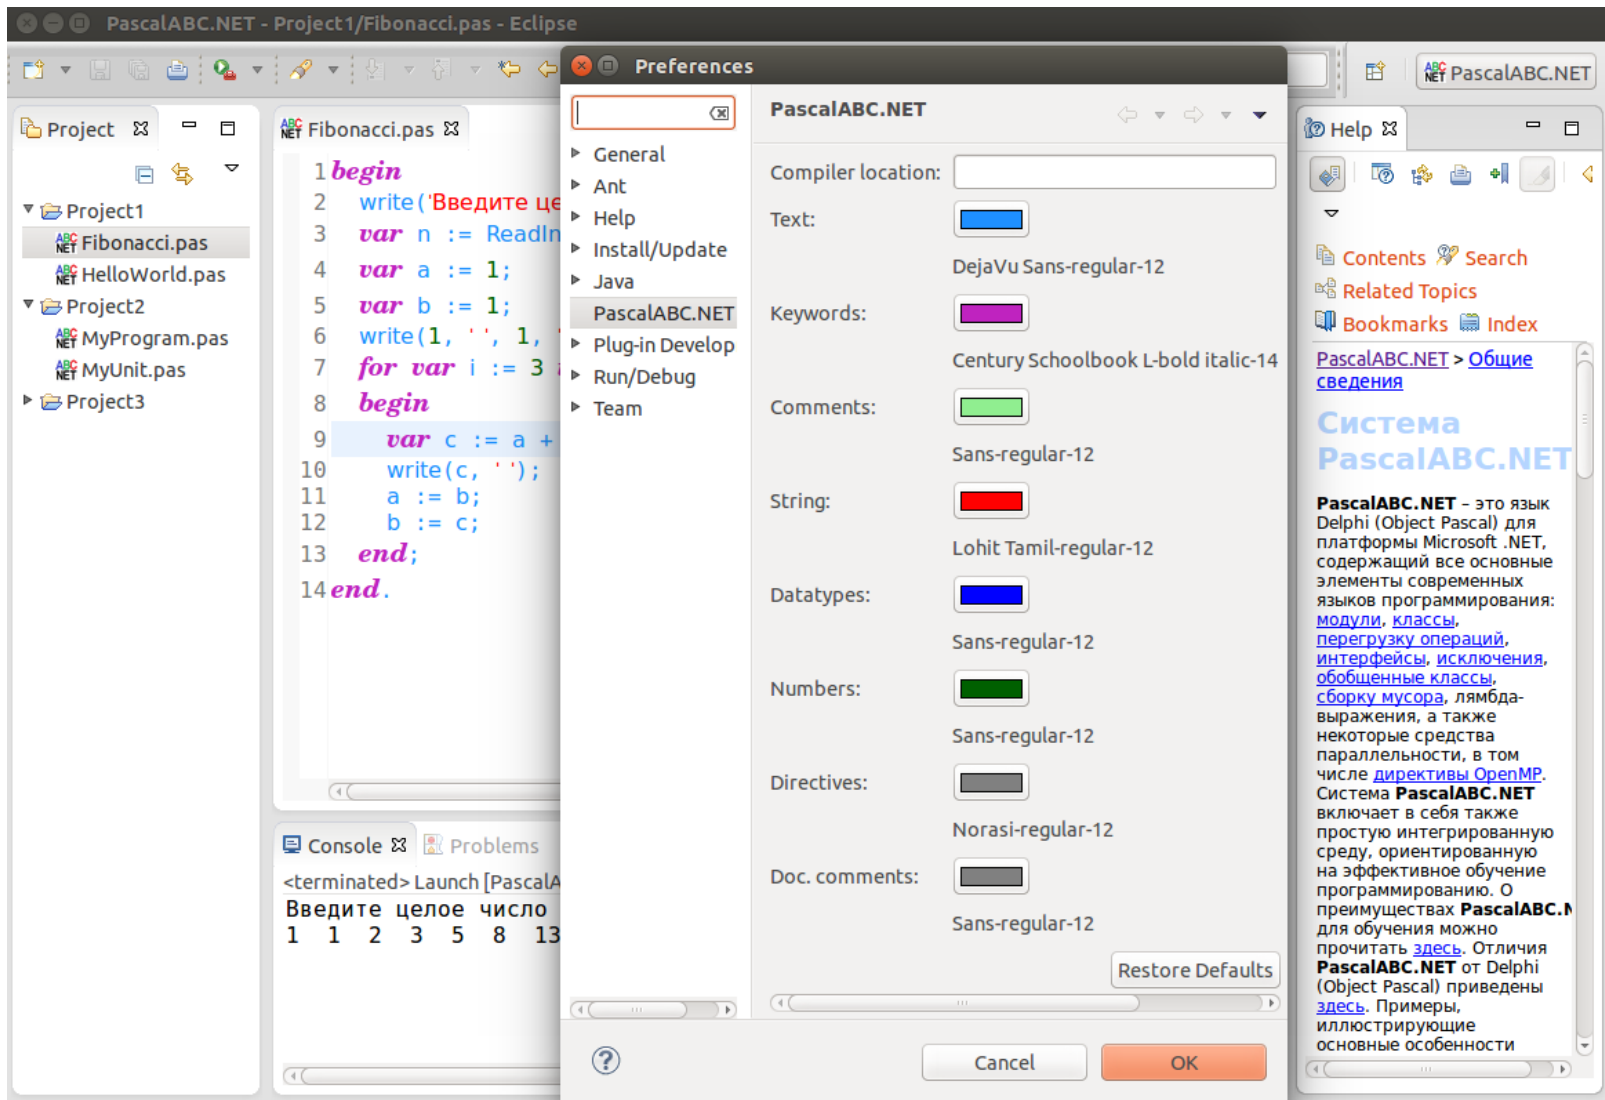 PascalABC.NET - Project1/Fibonacci.pas - Eclipse
PascalABC.NET
Project
Project1
Fibonacci.pas
HelloWorld.pas
Project2
MyProgram.pas
MyUnit.pas
Project3
Fibonacci.pas
1 begin
2 write('Введите це
3 var n := ReadIn
4 var a := 1;
5 var b := 1;
6 write(1, ' ', 1, '
7 for var i := 3
8 begin
9 var c := a +
10 write(c, ' ');
11 a := b;
12 b := c;
13 end;
14 end.
Console
Problems
<terminated> Launch [PascalA
Введите целое число
1 1 2 3 5 8 13
Preferences
General
Ant
Help
Install/Update
Java
PascalABC.NET
Plug-in Develop
Run/Debug
Team
PascalABC.NET
Compiler location:
Text:
DejaVu Sans-regular-12
Keywords:
Century Schoolbook L-bold italic-14
Comments:
Sans-regular-12
String:
Lohit Tamil-regular-12
Datatypes:
Sans-regular-12
Numbers:
Sans-regular-12
Directives:
Norasi-regular-12
Doc. comments:
Sans-regular-12
Restore Defaults
Cancel
OK
Help
Contents Search
Related Topics
Bookmarks Index
PascalABC.NET > Общие
сведения
Система
PascalABC.NET
PascalABC.NET – это язык
Delphi (Object Pascal) для
платформы Microsoft .NET,
содержащий все основные
элементы современных
языков программирования:
модули, классы,
перегрузку операций,
интерфейсы, исключения,
обобщенные классы,
сборку мусора, лямбда-
выражения, а также
некоторые средства
параллельности, в том
числе директивы OpenMP.
Система PascalABC.NET
включает в себя также
простую интегрированную
среду, ориентированную
на эффективное обучение
программированию. О
преимуществах PascalABC.N
для обучения можно
прочитать здесь. Отличия
PascalABC.NET от Delphi
(Object Pascal) приведены
здесь. Примеры,
иллюстрирующие
основные особенности